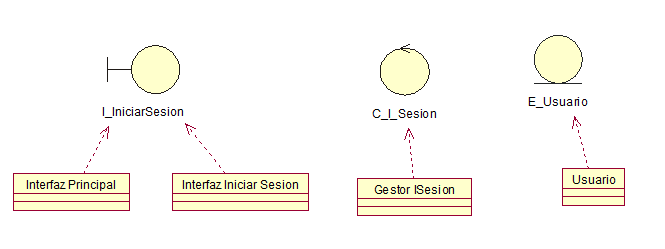 I_IniciarSesion
C_I_Sesion
E_Usuario
Interfaz Principal
Interfaz Iniciar Sesion
Gestor ISesion
Usuario